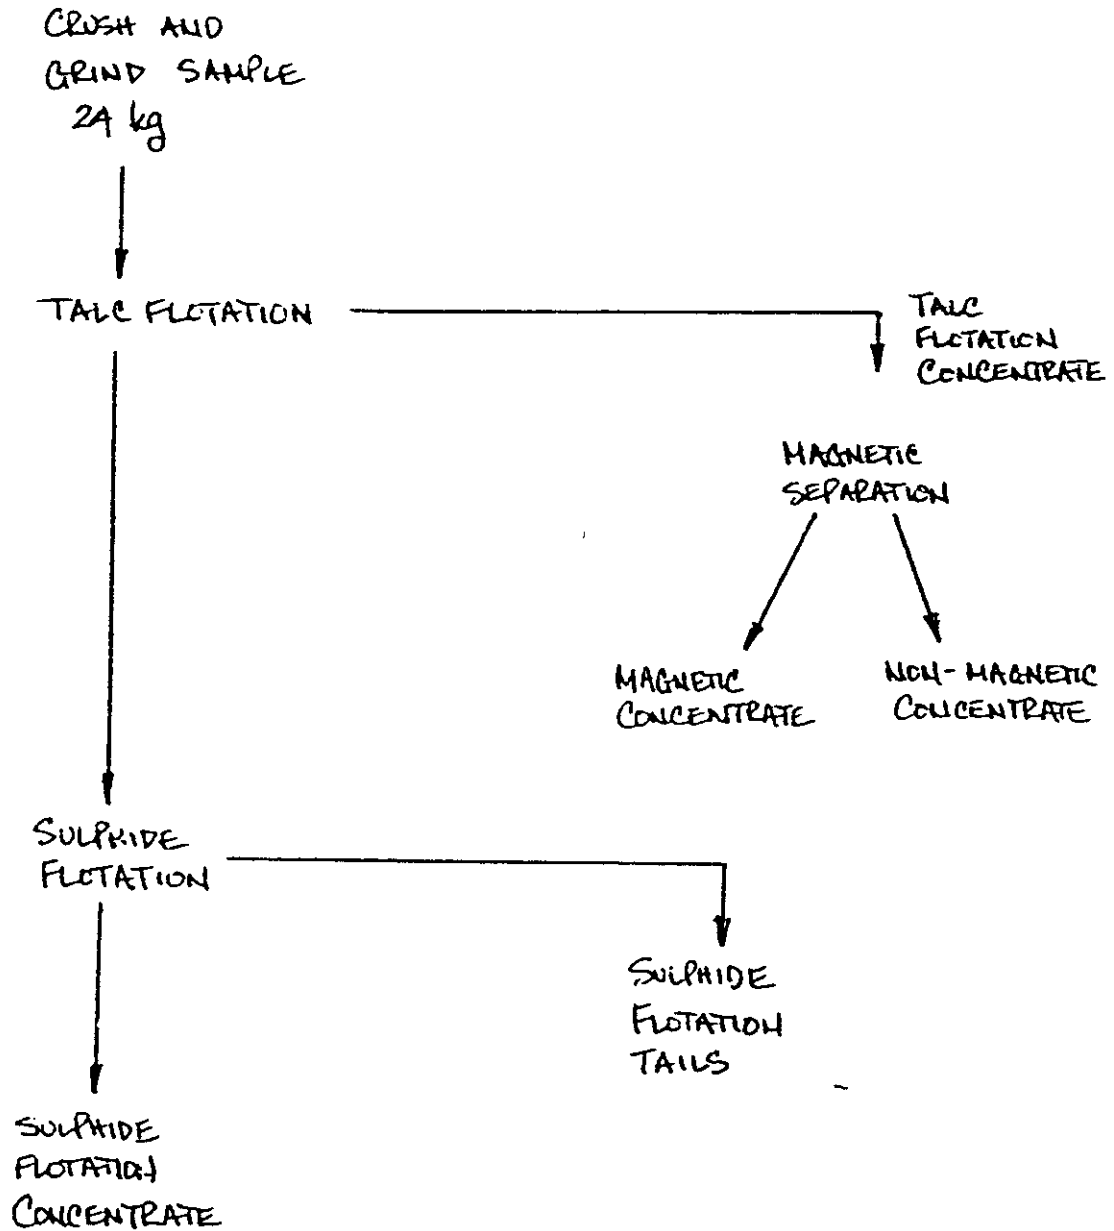 CRUSH AND
GRIND SAMPLE
24 kg
TALC FLOTATION
TALC
FLOTATION
CONCENTRATE
MAGNETIC
SEPARATION
MAGNETIC
CONCENTRATE
NON-MAGNETIC
CONCENTRATE
SULPHIDE
FLOTATION
SULPHIDE
FLOTATION
TAILS
SULPHIDE
FLOTATION
CONCENTRATE